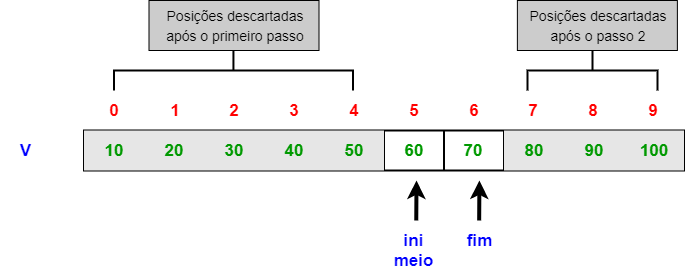 Posições descartadas
após o primeiro passo
Posições descartadas
após o passo 2
0 1 2 3 4 5 6 7 8 9
V 10 20 30 40 50 60 70 80 90 100
ini fim
meio